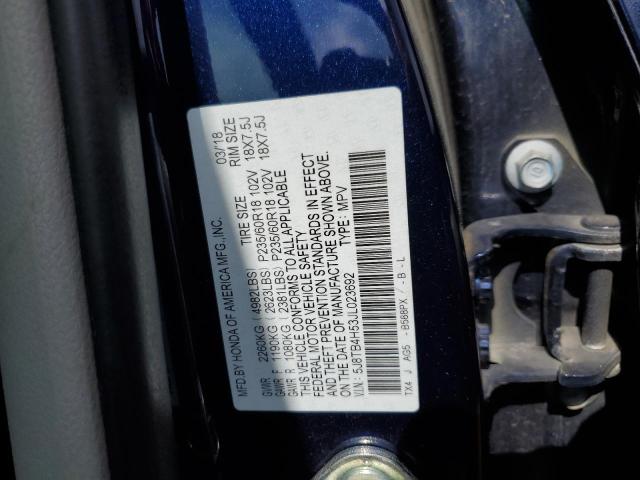 MFD.BY HONDA OF AMERICA MFG.,INC. 03/18
TIRE SIZE RIM SIZE
GVWR 2260KG ( 4982LBS)
GAWR F 1190KG ( 2623LBS) P235/60R18 102V 18X7.5J
GAWR R 1080KG ( 2381LBS) P235/60R18 102V 18X7.5J
THIS VEHICLE CONFORMS TO ALL APPLICABLE
FEDERAL MOTOR VEHICLE SAFETY
AND THEFT PREVENTION STANDARDS IN EFFECT
ON THE DATE OF MANUFACTURE SHOWN ABOVE.
V.I.N: 5J8TB4H53JL023692 TYPE: MPV
TX4 J AG5 - B588PX / - B - L